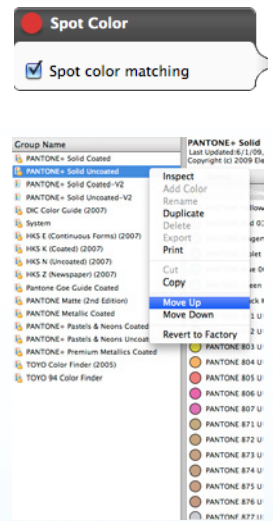 Spot Color
Spot color matching
Group Name
PANTONE+ Solid Coated
PANTONE+ Solid Uncoated
PANTONE+ Solid Coated-V2
PANTONE+ Solid Uncoated-V2
DIC Color Guide (2007)
System
HKS E (Continuous Forms) (2007)
HKS K (Coated) (2007)
HKS N (Uncoated) (2007)
HKS Z (Newspaper) (2007)
Pantone Goe Guide Coated
PANTONE Matte (2nd Edition)
PANTONE Metallic Coated
PANTONE+ Pastels & Neons Coated
PANTONE+ Pastels & Neons Uncoat
PANTONE+ Premium Metallics Coated
TOYO Color Finder (2005)
TOYO 94 Color Finder
Inspect
Add Color
Rename
Duplicate
Delete
Export
Print
Cut
Copy
Move Up
Move Down
Revert to Factory
PANTONE+ Solid
Last Updated:6/1/09,
Copyright (c) 2009 Ele
PANTONE 803 U
PANTONE 804 U
PANTONE 805 U
PANTONE 806 U
PANTONE 807 U
PANTONE 871 U
PANTONE 872 U
PANTONE 873 U
PANTONE 874 U
PANTONE 875 U
PANTONE 876 U
PANTONE 877 U